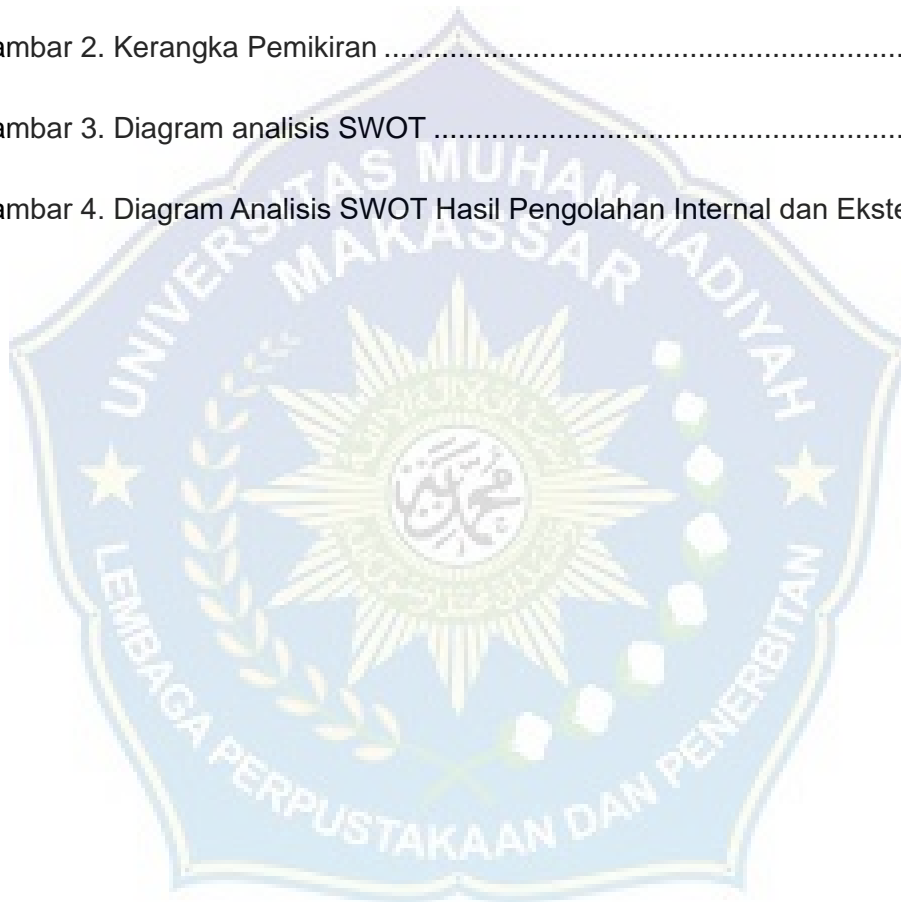 ambar 2. Kerangka Pemikiran ........................................................................
ambar 3. Diagram analisis SWOT ................................................................
ambar 4. Diagram Analisis SWOT Hasil Pengolahan Internal dan Ekste
UNIVERSITAS MUHAMMADIYAH
MAKASSAR
LEMBAGA PERPUSTAKAAN DAN PENERBITAN